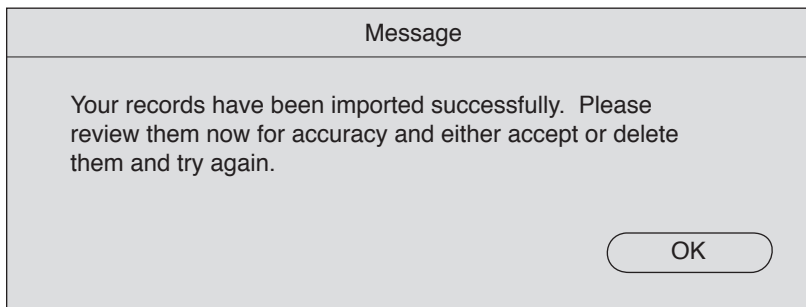 Message
Your records have been imported successfully.  Please
review them now for accuracy and either accept or delete
them and try again.
OK